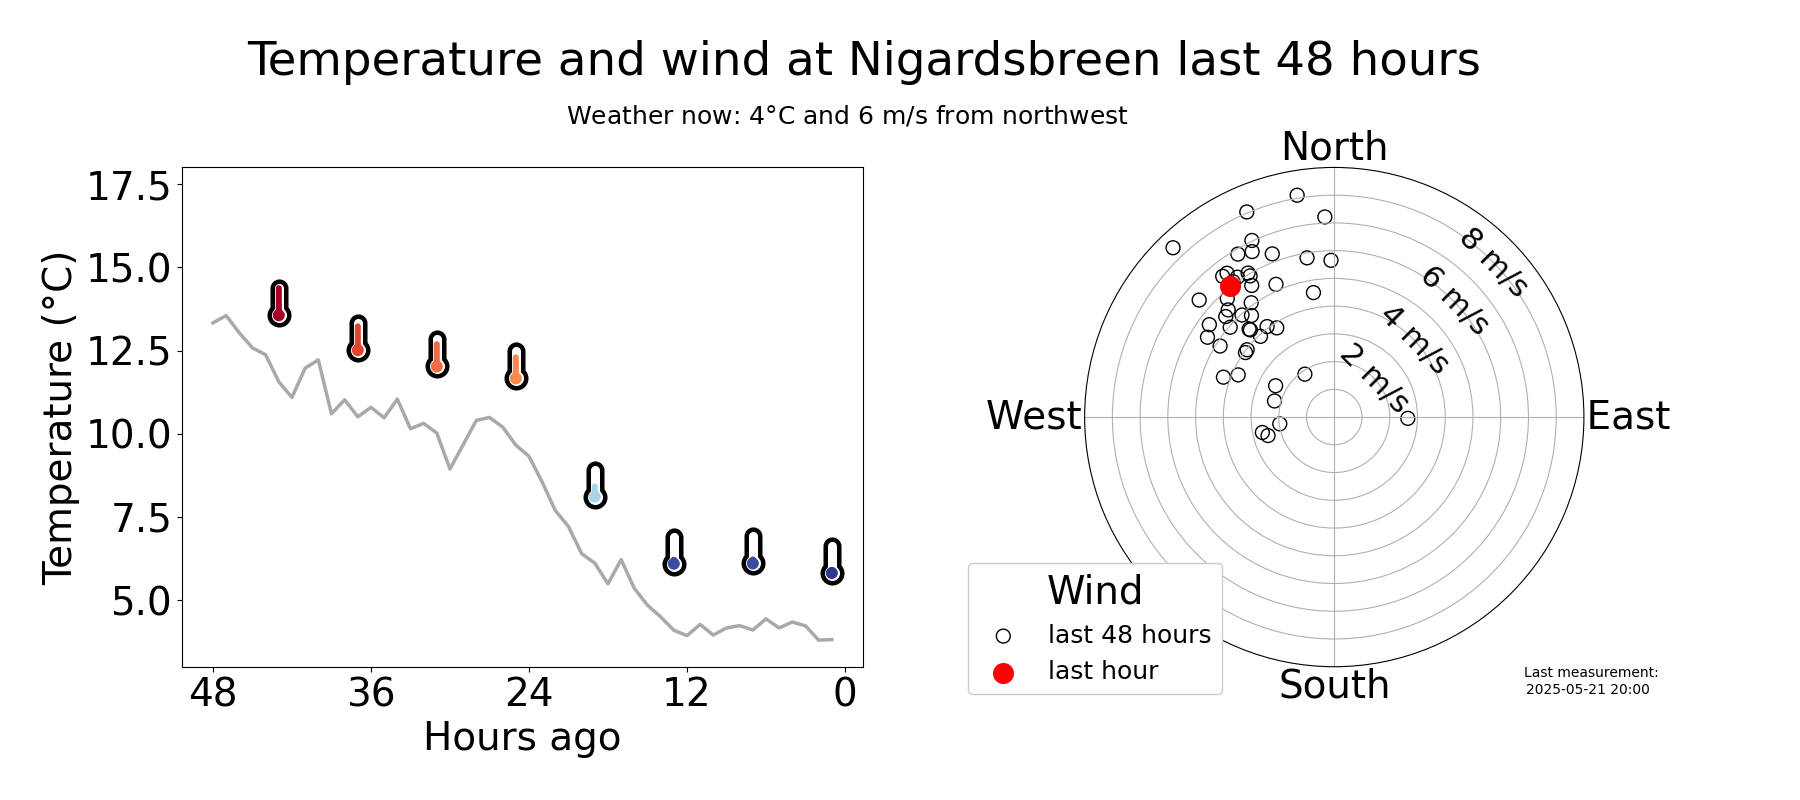 Temperature and wind at Nigardsbreen last 48 hours
Weather now: 4°C and 6 m/s from northwest
Temperature (°C)
17.5
15.0
12.5
10.0
7.5
5.0
48 36 24 12 0
Hours ago
North
West
East
South
8 m/s
6 m/s
4 m/s
2 m/s
Wind
last 48 hours
last hour
Last measurement:
2025-05-21 20:00